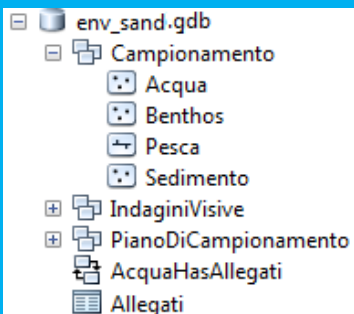 env_sand.gdb
Campionamento
Acqua
Benthos
Pesca
Sedimento
IndaginiVisive
PianoDiCampionamento
AcquaHasAllegati
Allegati